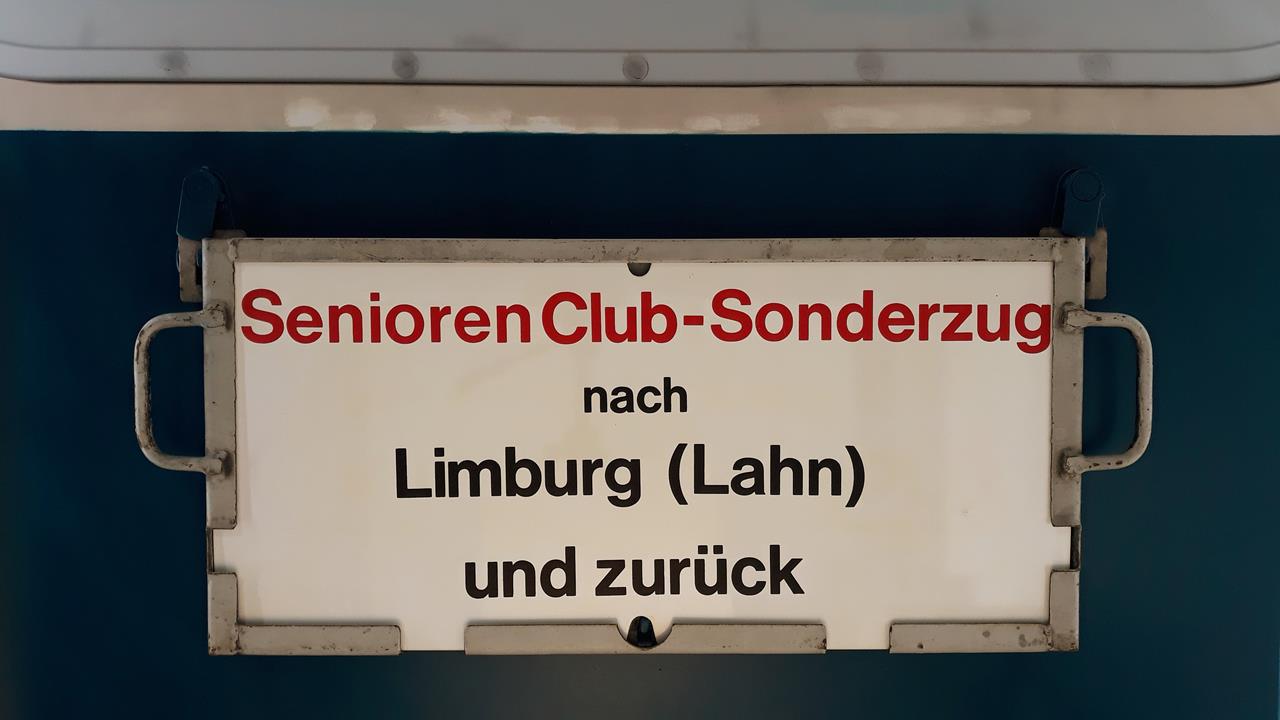 Senioren Club-Sonderzug
nach
Limburg (Lahn)
und zurück